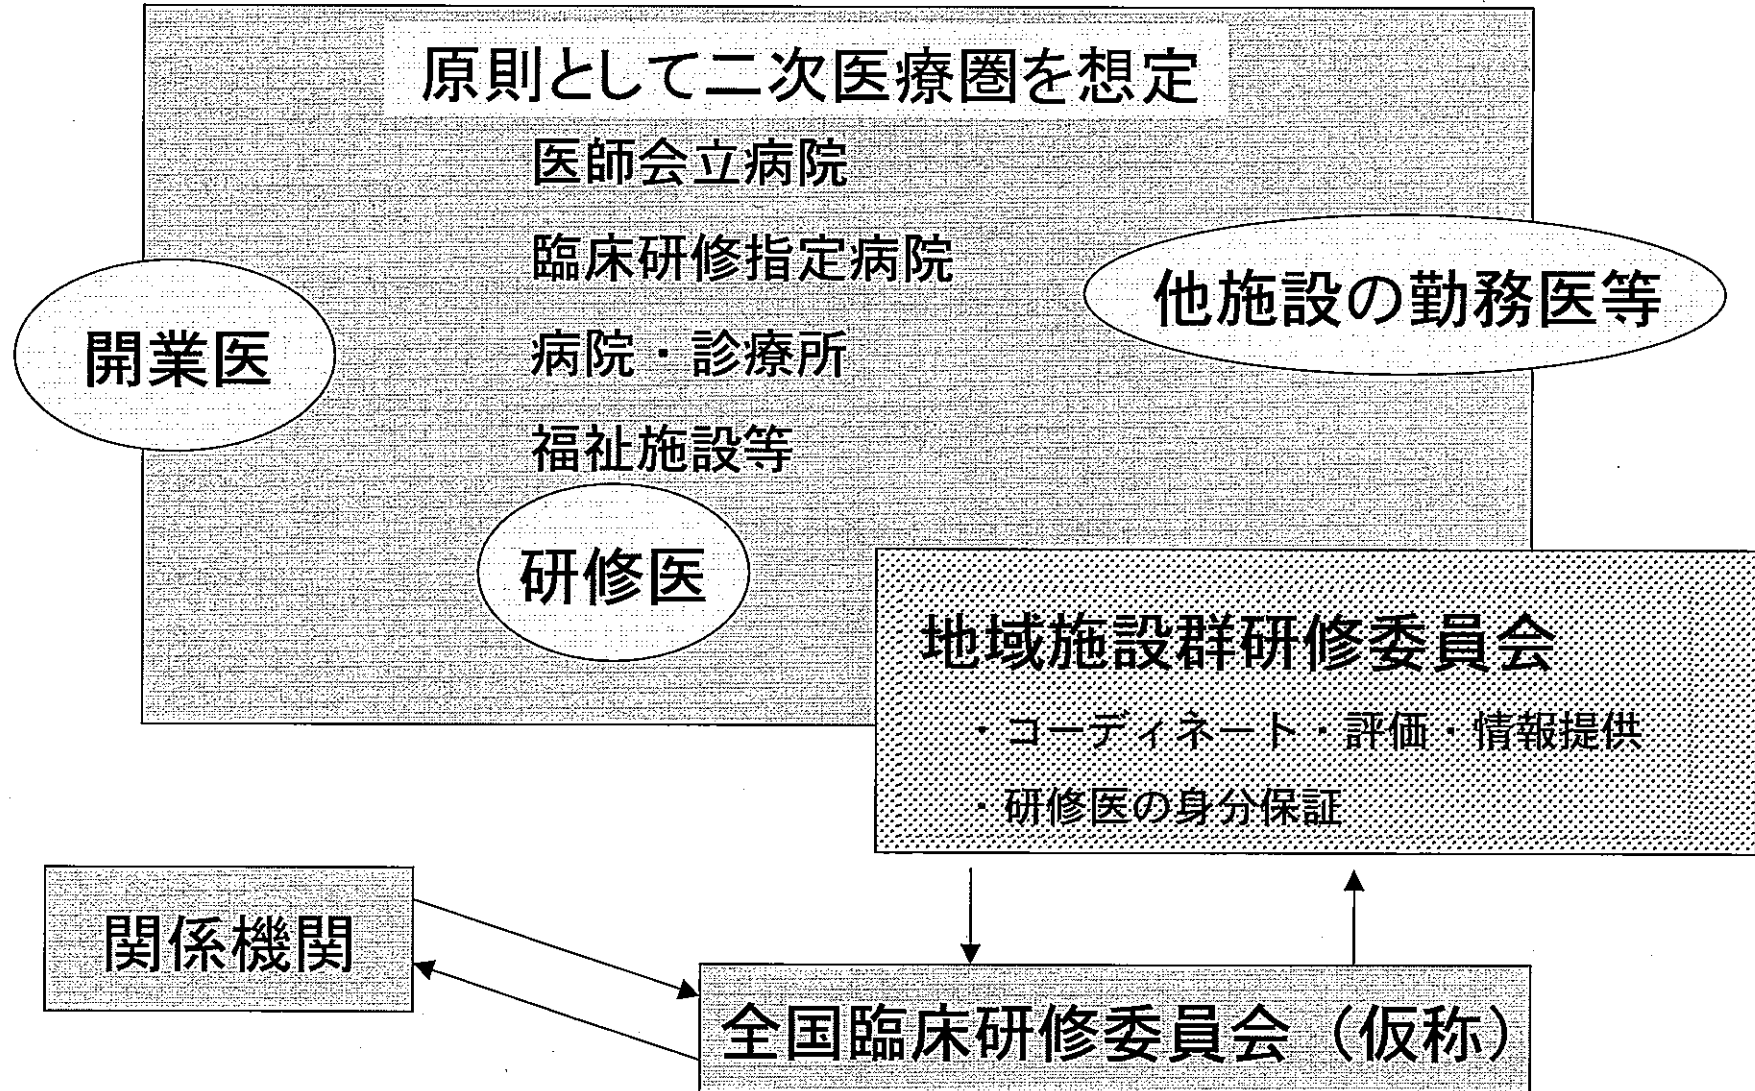 原則として二次医療圏を想定
医師会立病院
臨床研修指定病院
他施設の勤務医等
開業医
病院・診療所
福祉施設等
研修医
地域施設群研修委員会
・コーディネート・評価・情報提供
・研修医の身分保証
関係機関
全国臨床研修委員会（仮称）